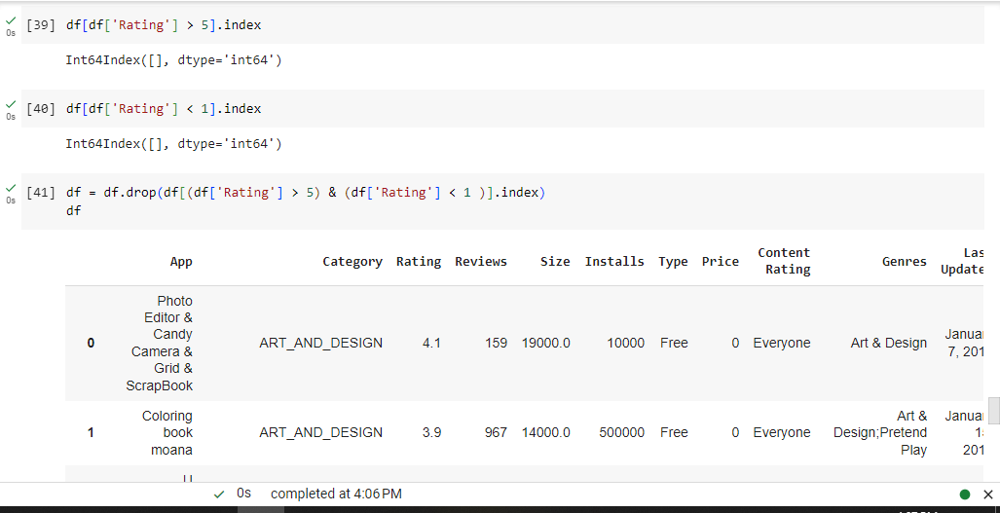 [39] df[df['Rating'] > 5].index
0s
Int64Index([], dtype='int64')
[40] df[df['Rating'] < 1].index
0s
Int64Index([], dtype='int64')
[41] df = df.drop(df[(df['Rating'] > 5) & (df['Rating'] < 1 )].index)
0s
df
App Category Rating Reviews Size Installs Type Price Content Rating Genres Las Update
0 Photo Editor & Candy Camera & Grid & ScrapBook ART_AND_DESIGN 4.1 159 19000.0 10000 Free 0 Everyone Art & Design Januar 7, 201
1 Coloring book moana ART_AND_DESIGN 3.9 967 14000.0 500000 Free 0 Everyone Art & Design;Pretend Play Januar 1 201
U
0s completed at 4:06 PM